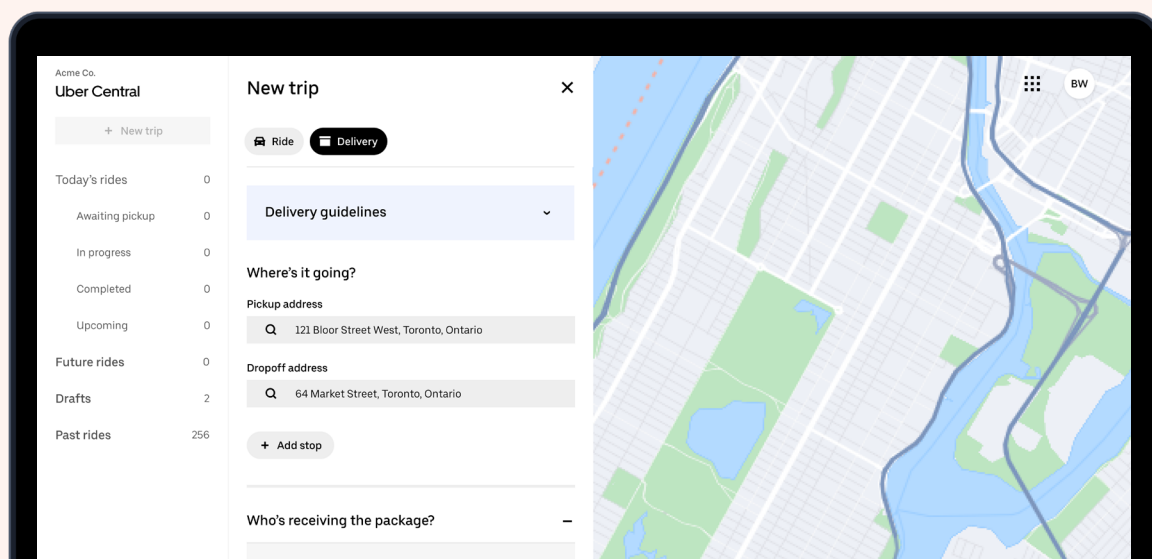 Acme Co.
Uber Central
+ New trip
Today's rides 0
Awaiting pickup 0
In progress 0
Completed 0
Upcoming 0
Future rides 0
Drafts 2
Past rides 256
New trip
Ride
Delivery
Delivery guidelines
Where's it going?
Pickup address
121 Bloor Street West, Toronto, Ontario
Dropoff address
64 Market Street, Toronto, Ontario
+ Add stop
Who's receiving the package?
BW